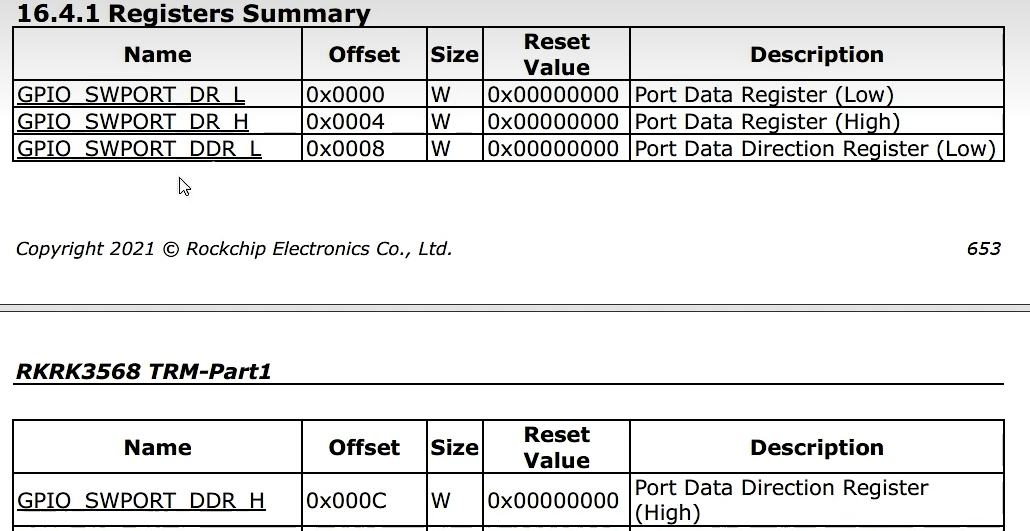 16.4.1 Registers Summary
Name Offset Size Reset Value Description
GPIO_SWPORT_DR_L 0x0000 W 0x00000000 Port Data Register (Low)
GPIO_SWPORT_DR_H 0x0004 W 0x00000000 Port Data Register (High)
GPIO_SWPORT_DDR_L 0x0008 W 0x00000000 Port Data Direction Register (Low)
Copyright 2021 © Rockchip Electronics Co., Ltd. 653
RKRK3568 TRM-Part1
Name Offset Size Reset Value Description
GPIO_SWPORT_DDR_H 0x000C W 0x00000000 Port Data Direction Register
(High)